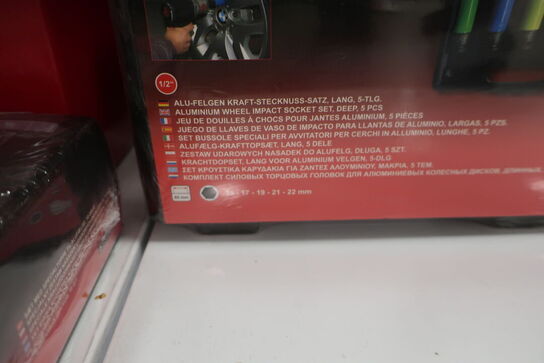 1/2"
ALU-FELGEN KRAFT-STECKNUSS-SATZ, LANG, 5-TLG.
ALUMINIUM WHEEL IMPACT SOCKET SET, DEEP, 5 PCS
JEU DE DOUILLES À CHOCS POUR JANTES ALUMINIUM, 5 PIÈCES
JUEGO DE LLAVES DE VASO DE IMPACTO PARA LLANTAS DE ALUMINIO, LARGAS, 5 PZS.
SET BUSSOLE SPECIALI PER AVVITATORI PER CERCHI IN ALLUMINIO, LUNGHE, 5 PZ.
ALUFÆLG-KRAFTTOPSÆT, LANG, 5 DELE
ZESTAW UDAROWYCH NASADEK DO ALUFELG, DŁUGA, 5 SZT.
KRACHTDOPSET, LANG VOOR ALUMINIUM VELGEN, 5-DLG
ΣΕΤ ΚΡΟΥΣΤΙΚΑ ΚΑΡΥΔΑΚΙΑ ΓΙΑ ΖΑΝΤΕΣ ΑΛΟΥΜΙΝΙΟΥ, ΜΑΚΡΙΑ, 5 ΤΕΜ.
КОМПЛЕКТ СИЛОВЫХ ТОРЦОВЫХ ГОЛОВОК ДЛЯ АЛЮМИНИЕВЫХ КОЛЕСНЫХ ДИСКОВ, ДЛИННЫХ,
- 17 - 19 - 21 - 22 mm